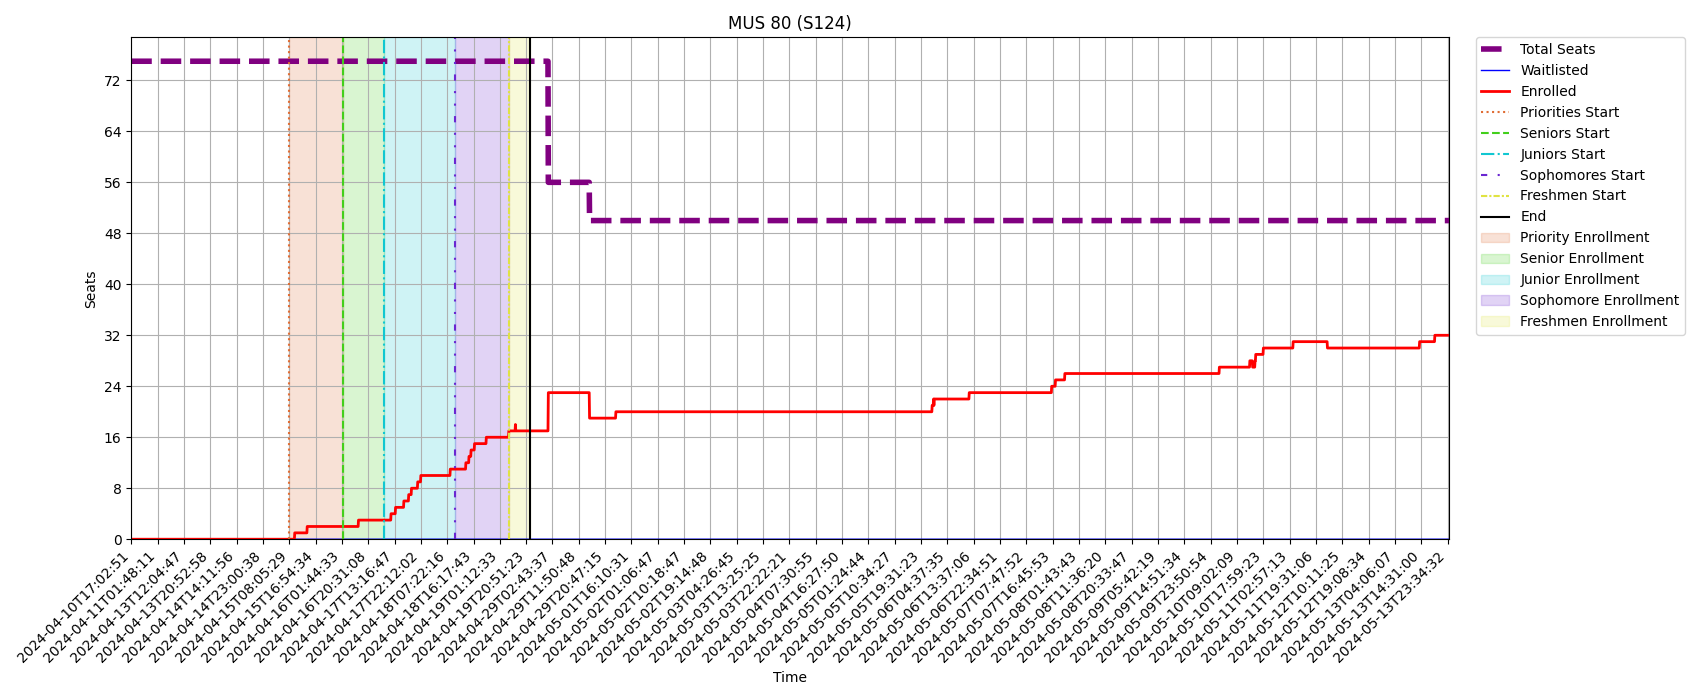 MUS 80 (S124)
Total Seats
Waitlisted
Enrolled
Priorities Start
Seniors Start
Juniors Start
Sophomores Start
Freshmen Start
End
Priority Enrollment
Senior Enrollment
Junior Enrollment
Sophomore Enrollment
Freshmen Enrollment
Seats
72
64
56
48
40
32
24
16
8
0
2024-04-10T17:02:51
2024-04-11T01:48:11
2024-04-13T12:04:47
2024-04-13T20:52:58
2024-04-14T14:11:56
2024-04-14T23:00:38
2024-04-15T08:05:29
2024-04-15T16:54:34
2024-04-16T01:44:33
2024-04-16T20:31:08
2024-04-17T13:16:47
2024-04-17T22:12:02
2024-04-18T07:22:16
2024-04-18T16:17:43
2024-04-19T01:12:33
2024-04-19T20:51:23
2024-04-29T02:43:37
2024-04-29T11:50:48
2024-04-29T20:47:15
2024-05-01T16:10:31
2024-05-02T01:06:47
2024-05-02T10:18:47
2024-05-02T19:14:48
2024-05-03T04:26:45
2024-05-03T13:25:25
2024-05-03T22:22:21
2024-05-04T07:30:55
2024-05-04T16:27:50
2024-05-05T01:24:44
2024-05-05T10:34:27
2024-05-05T19:31:23
2024-05-06T04:37:35
2024-05-06T13:37:06
2024-05-06T22:34:51
2024-05-07T07:47:52
2024-05-07T16:45:53
2024-05-08T01:43:43
2024-05-08T11:36:20
2024-05-08T20:33:47
2024-05-09T05:42:19
2024-05-09T14:51:34
2024-05-09T23:50:54
2024-05-10T09:02:09
2024-05-10T17:59:23
2024-05-11T02:57:13
2024-05-11T19:31:06
2024-05-12T10:11:25
2024-05-12T19:08:34
2024-05-13T04:06:07
2024-05-13T14:31:00
2024-05-13T23:34:32
Time